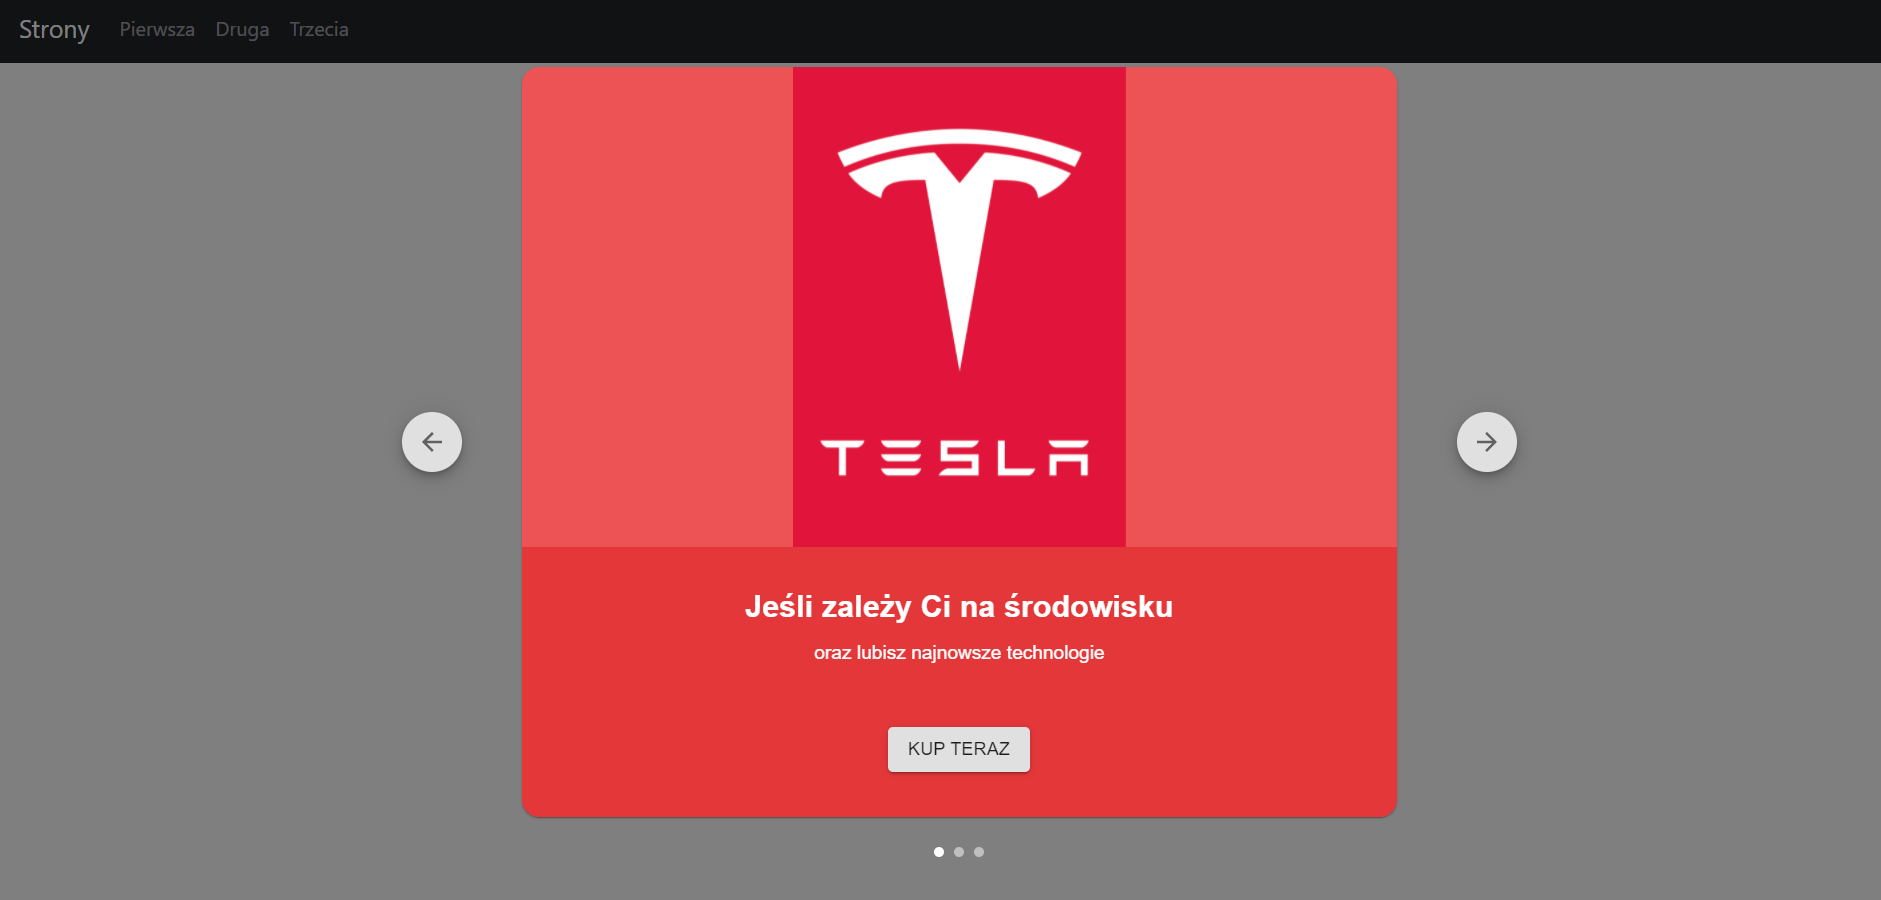 Strony Pierwsza Druga Trzecia
TESLA
Jeśli zależy Ci na środowisku
oraz lubisz najnowsze technologie
KUP TERAZ